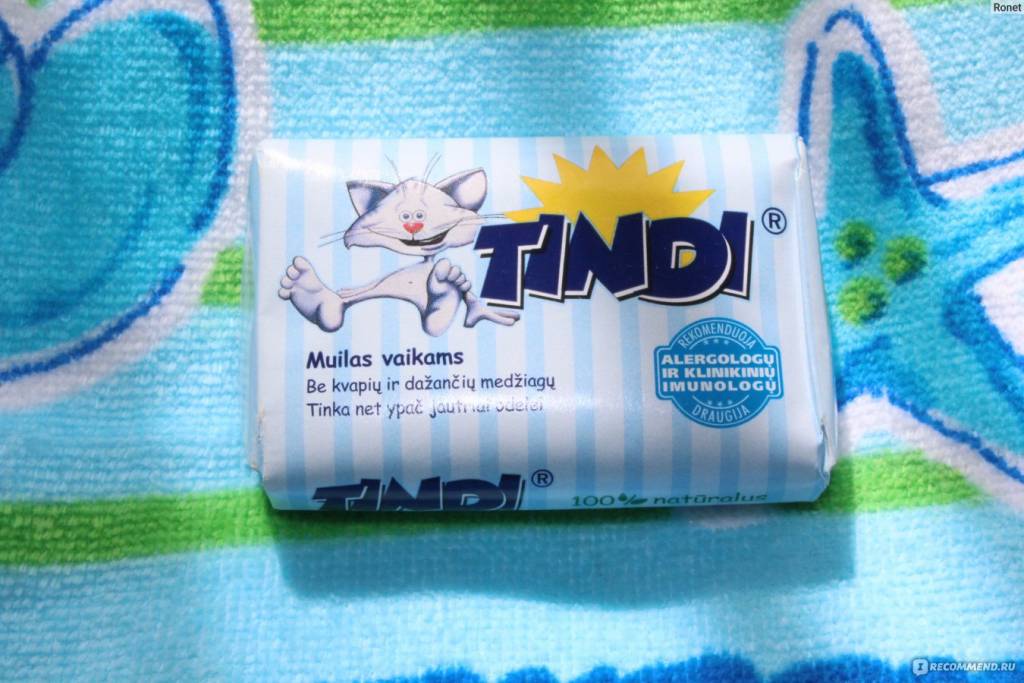 Ronet
TINDI®
Muilas vaikams
Be kvapių ir dažančių medžiagų
Tinka net ypač jautriai odelei
REKOMENDUOJA
ALERGOLOGŲ
IR KLINIKINIŲ
IMUNOLOGŲ
DRAUGIJA
TINDI®
100% natūralus
IRECOMMEND.RU